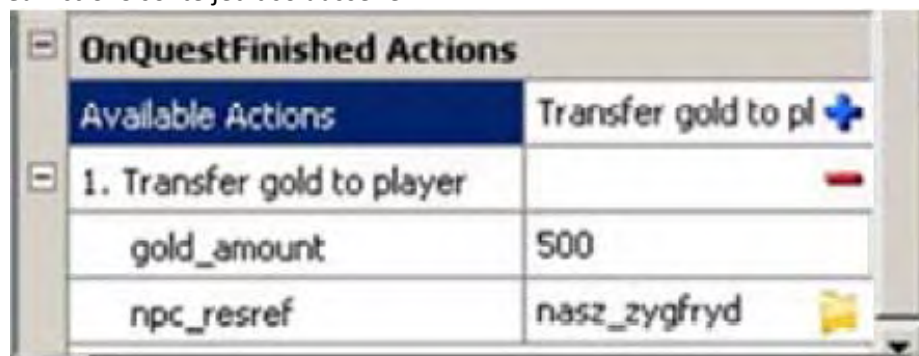 OnQuestFinished Actions
Available Actions Transfer gold to pl
1. Transfer gold to player
gold_amount 500
npc_resref nasz_zygfryd